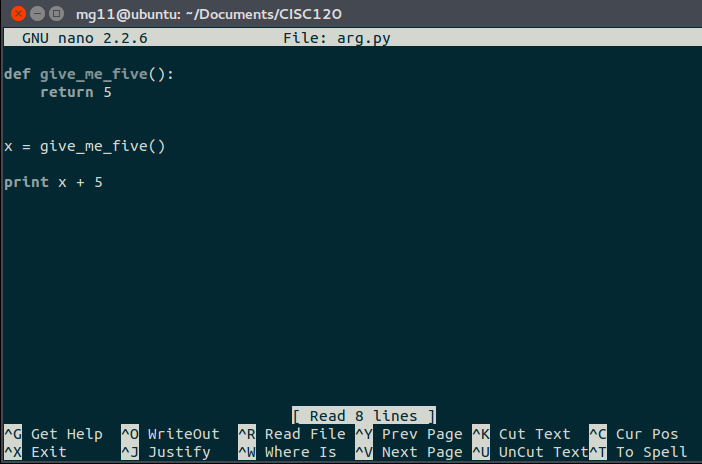 mg11@ubuntu: ~/Documents/CISC120
GNU nano 2.2.6 File: arg.py
def give_me_five():
    return 5
x = give_me_five()
print x + 5
[ Read 8 lines ]
^G Get Help ^O WriteOut ^R Read File ^Y Prev Page ^K Cut Text ^C Cur Pos
^X Exit ^J Justify ^W Where Is ^V Next Page ^U UnCut Text ^T To Spell